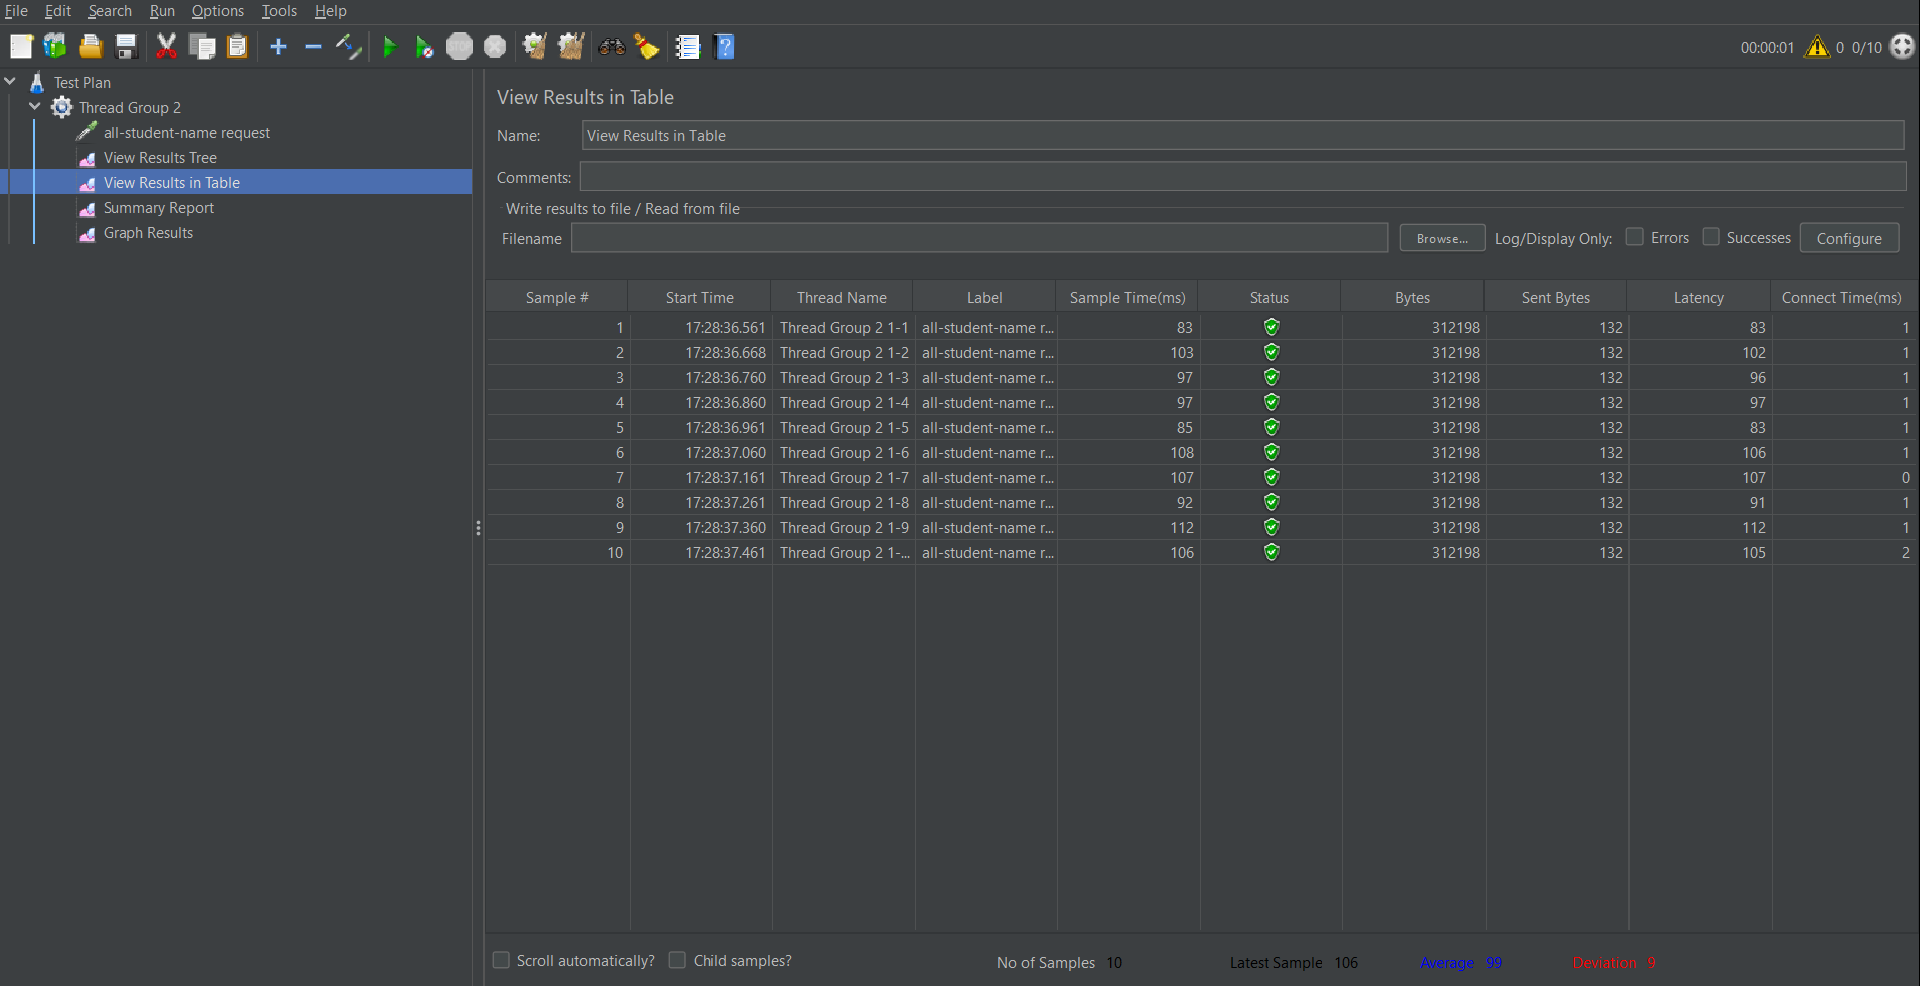 File Edit Search Run Options Tools Help
STOP
00:00:01 0 0/10
Test Plan
Thread Group 2
all-student-name request
View Results Tree
View Results in Table
Summary Report
Graph Results
View Results in Table
Name: View Results in Table
Comments:
Write results to file / Read from file
Filename Browse... Log/Display Only: Errors Successes Configure
Sample # Start Time Thread Name Label Sample Time(ms) Status Bytes Sent Bytes Latency Connect Time(ms)
1 17:28:36.561 Thread Group 2 1-1 all-student-name r... 83 312198 132 83 1
2 17:28:36.668 Thread Group 2 1-2 all-student-name r... 103 312198 132 102 1
3 17:28:36.760 Thread Group 2 1-3 all-student-name r... 97 312198 132 96 1
4 17:28:36.860 Thread Group 2 1-4 all-student-name r... 97 312198 132 97 1
5 17:28:36.961 Thread Group 2 1-5 all-student-name r... 85 312198 132 83 1
6 17:28:37.060 Thread Group 2 1-6 all-student-name r... 108 312198 132 106 1
7 17:28:37.161 Thread Group 2 1-7 all-student-name r... 107 312198 132 107 0
8 17:28:37.261 Thread Group 2 1-8 all-student-name r... 92 312198 132 91 1
9 17:28:37.360 Thread Group 2 1-9 all-student-name r... 112 312198 132 112 1
10 17:28:37.461 Thread Group 2 1-... all-student-name r... 106 312198 132 105 2
Scroll automatically? Child samples? No of Samples 10 Latest Sample 106 Average 99 Deviation 9